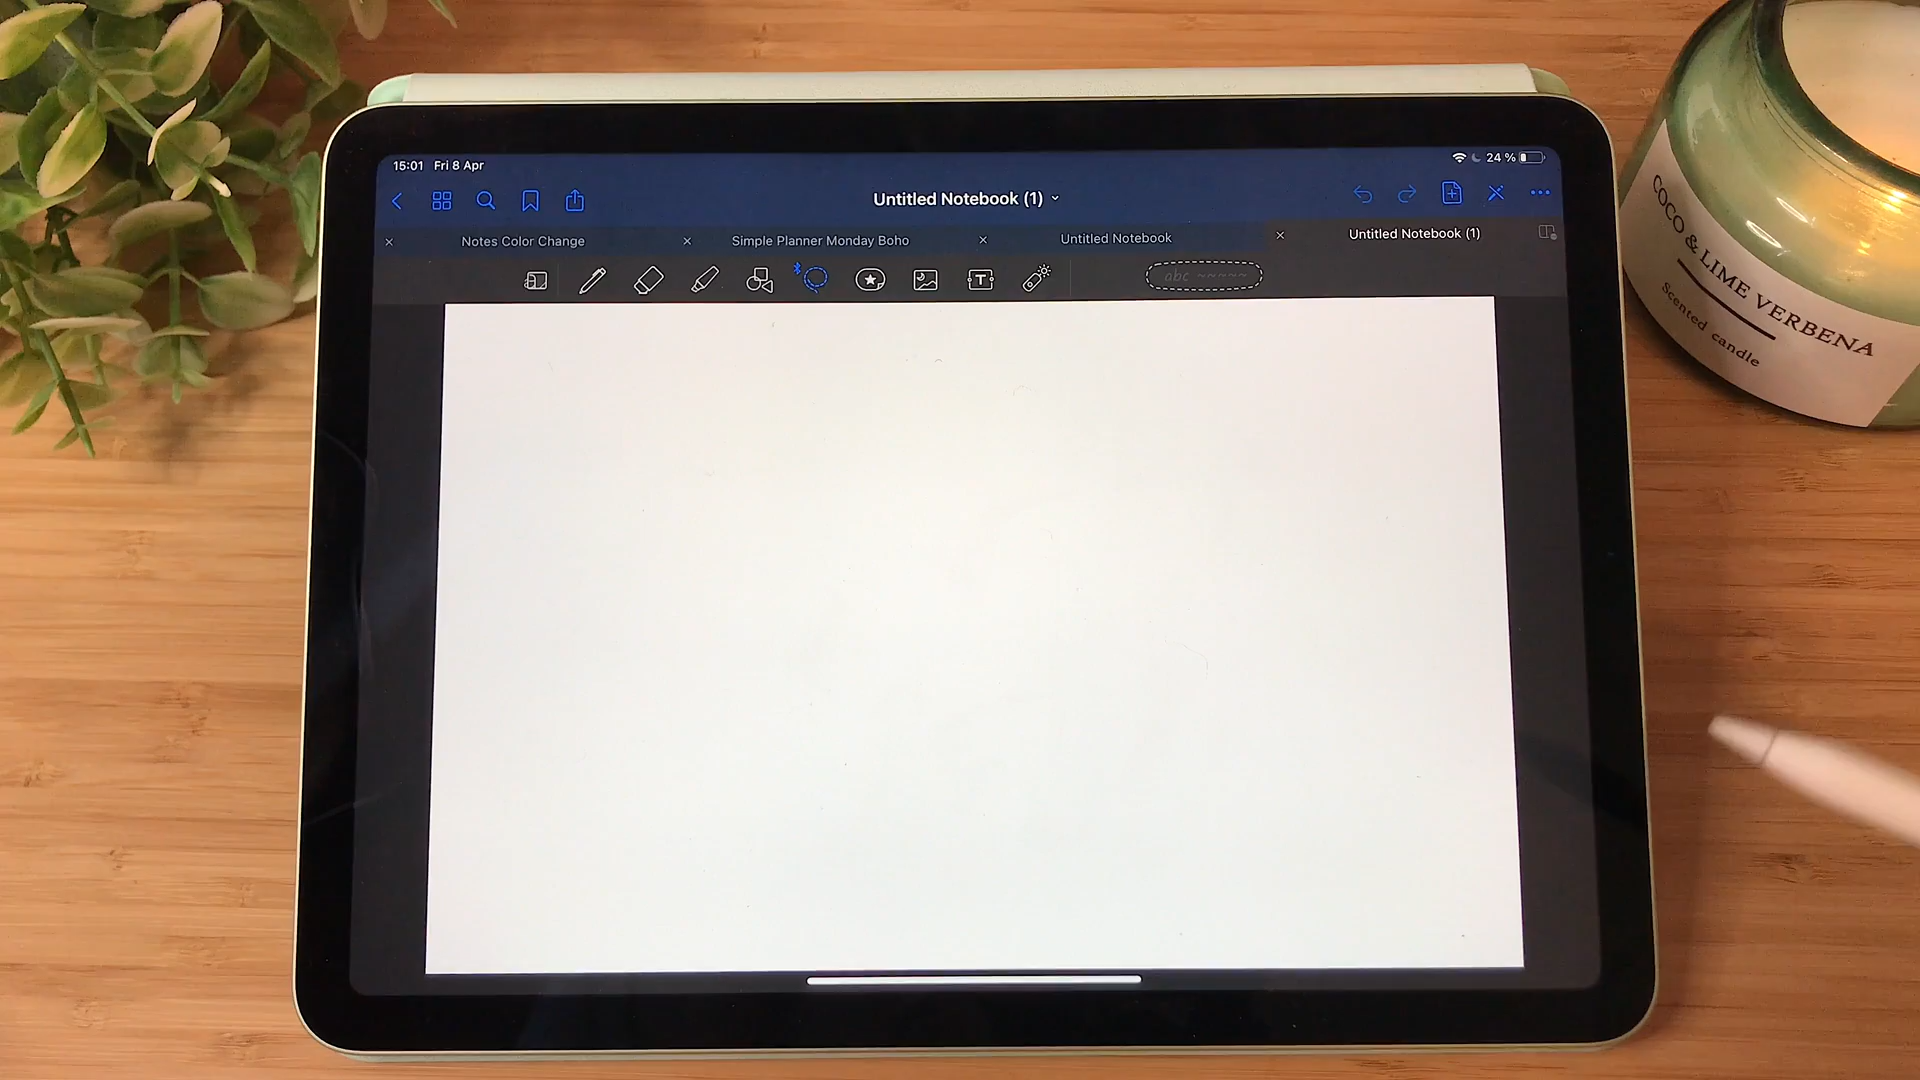 15:01 Fri 8 Apr
24 %
Untitled Notebook (1)
Notes Color Change
Simple Planner Monday Boho
Untitled Notebook
Untitled Notebook (1)
T
abc
COCO & LIME VERBENA
Scented candle